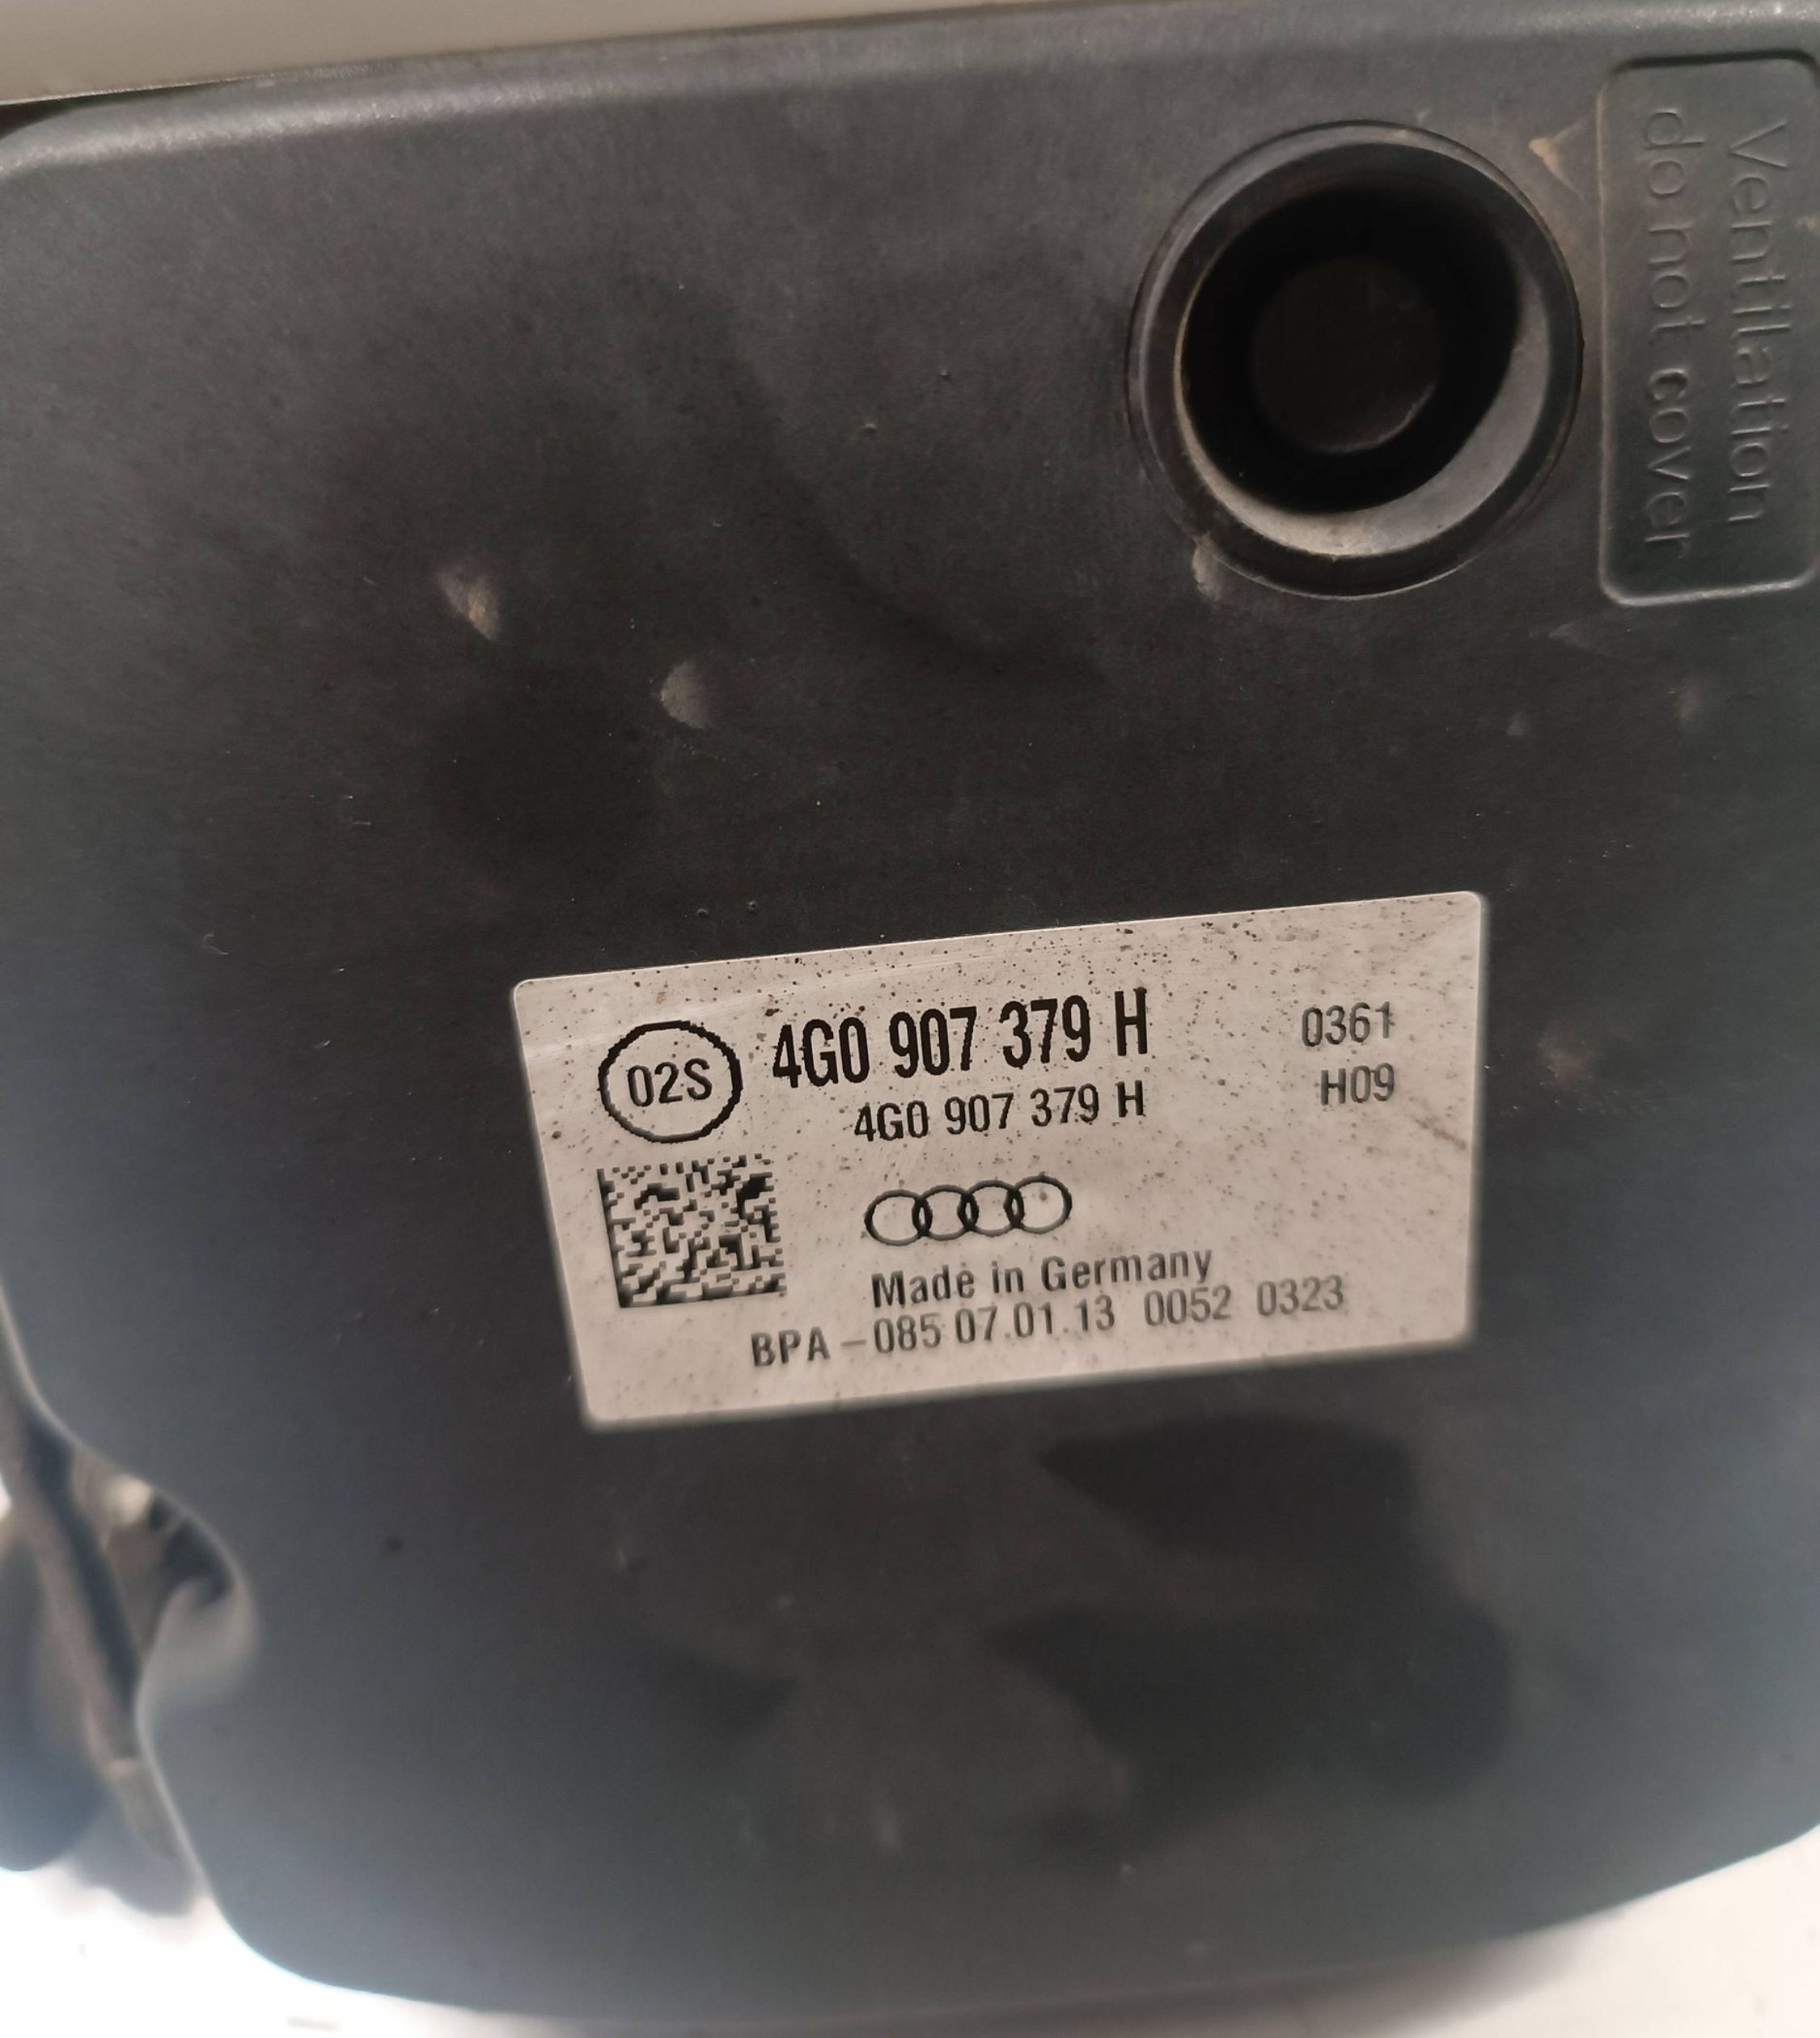 Ventilation
do not cover
02S 4G0 907 379 H 0361
4G0 907 379 H H09
Made in Germany
BPA -085 07.01.13 0052 0323